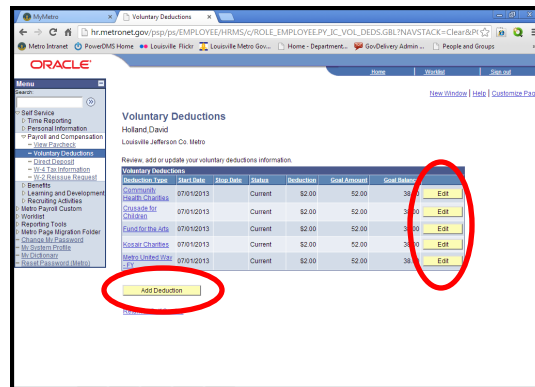 MyMetro
Voluntary Deductions
hr.metronet.gov/psp/ps/EMPLOYEE/HRMS/c/ROLE_EMPLOYEE.PY_IC_VOL_DEDS.GBL?NAVSTACK=Clear&P
Metro Intranet PowerDMS Home Louisville Flickr Louisville Metro Gov... Home - Department... GovDelivery Admin ... People and Groups
ORACLE
Home Worklist Sign out
Menu
Search:
New Window | Help | Customize Pag
Self Service
Time Reporting
Personal Information
Payroll and Compensation
View Paycheck
Voluntary Deductions
Direct Deposit
W-4 Tax Information
W-2 Reissue Request
Benefits
Learning and Development
Recruiting Activities
Metro Payroll Custom
Worklist
Reporting Tools
Metro Page Migration Folder
Change My Password
My System Profile
My Dictionary
Reset Password (Metro)
Voluntary Deductions
Holland,David
Louisville Jefferson Co. Metro
Review, add or update your voluntary deductions information.
Voluntary Deductions
Deduction Type Start Date Stop Date Status Deduction Goal Amount Goal Balance
Community Health Charities 07/01/2013 Current $2.00 52.00 Edit
Crusade for Children 07/01/2013 Current $2.00 52.00 Edit
Fund for the Arts 07/01/2013 Current $2.00 52.00 Edit
Kosair Charities 07/01/2013 Current $2.00 52.00 Edit
Metro United Way - FY 07/01/2013 Current $2.00 52.00 Edit
Add Deduction